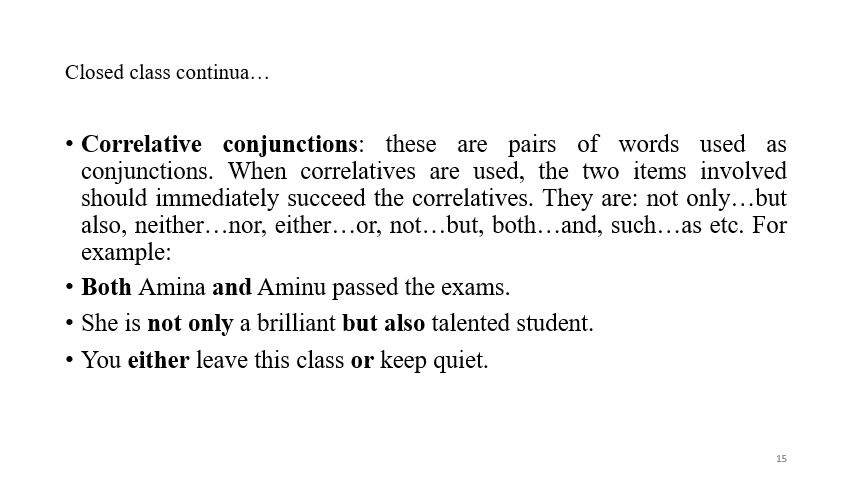 Closed class continua…
• Correlative conjunctions: these are pairs of words used as
conjunctions. When correlatives are used, the two items involved
should immediately succeed the correlatives. They are: not only…but
also, neither…nor, either…or, not…but, both…and, such…as etc. For
example:
• Both Amina and Aminu passed the exams.
• She is not only a brilliant but also talented student.
• You either leave this class or keep quiet.
15